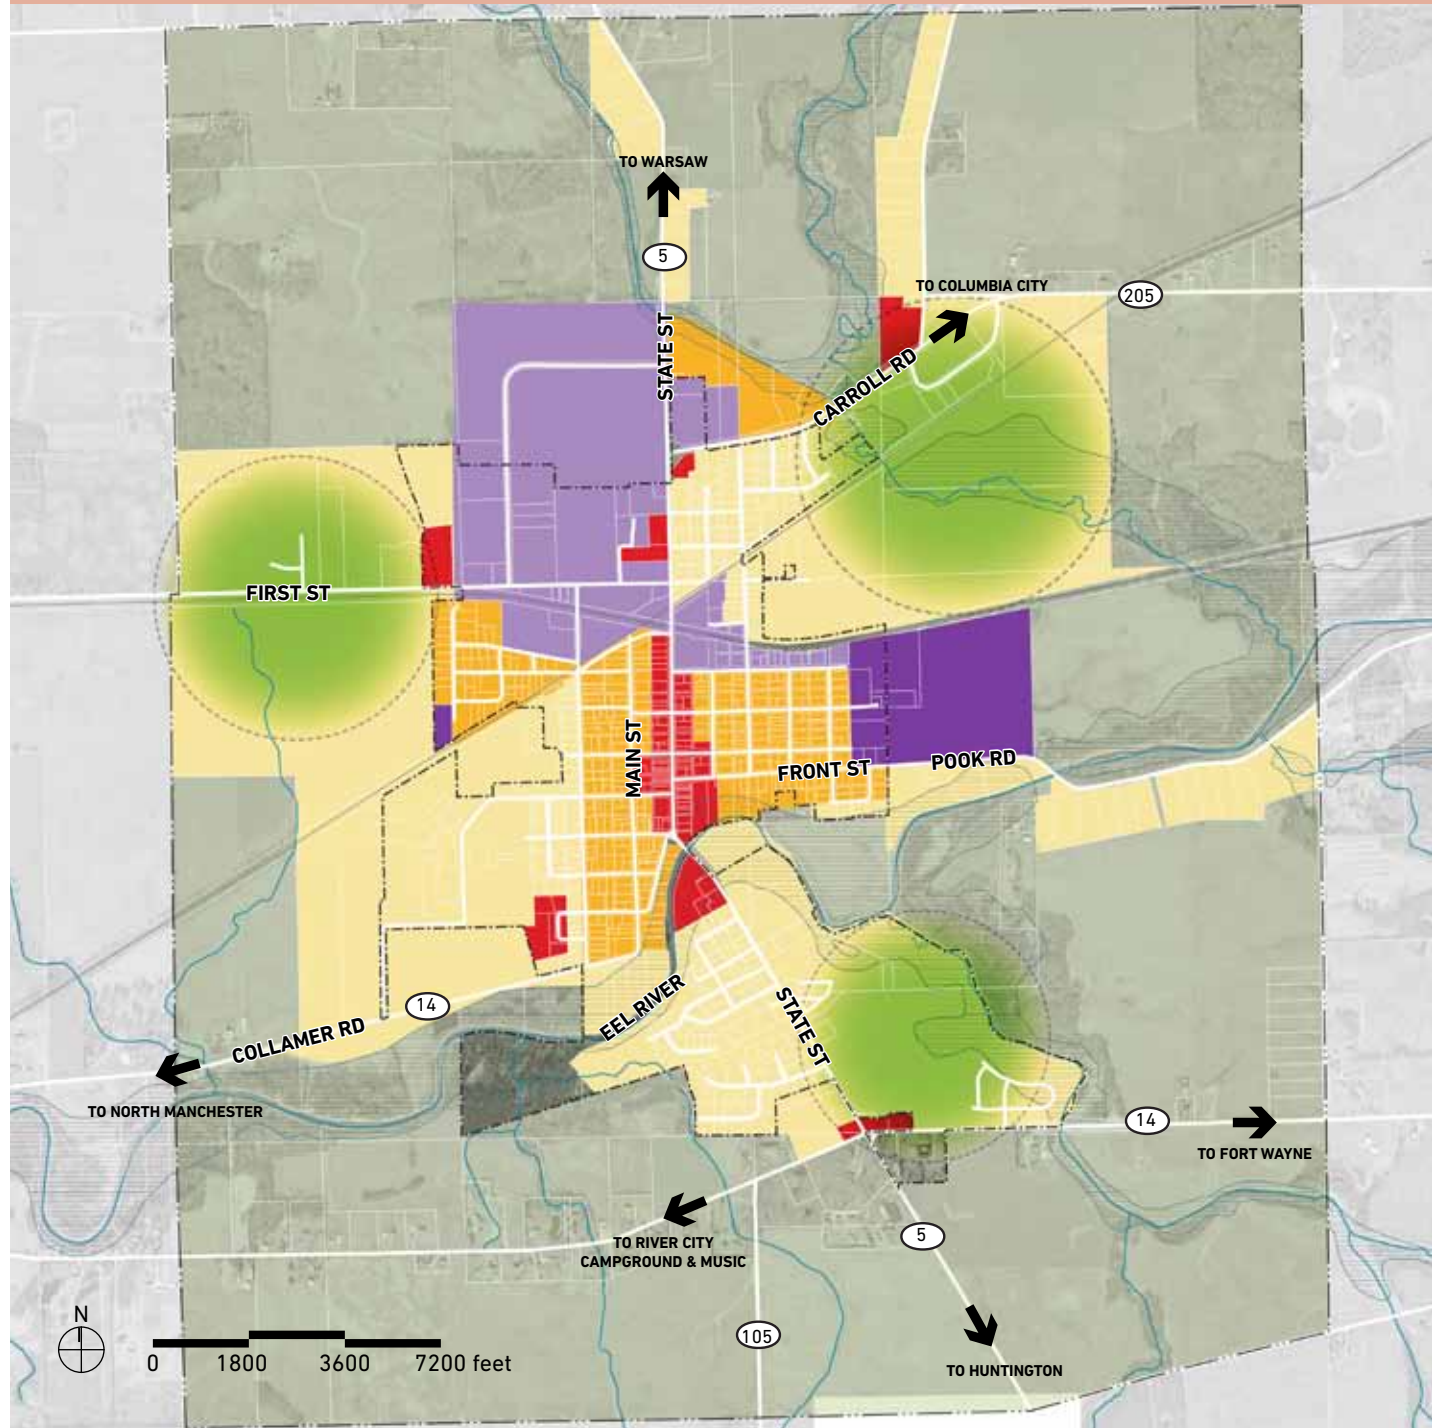 TO WARSAW
5
TO COLUMBIA CITY
205
STATE ST
CARROLL RD
FIRST ST
MAIN ST
FRONT ST
POOK RD
EEL RIVER
STATE ST
14
COLLAMER RD
TO NORTH MANCHESTER
14
TO FORT WAYNE
TO RIVER CITY
CAMPGROUND & MUSIC
5
105
TO HUNTINGTON
N
0 1800 3600 7200 feet